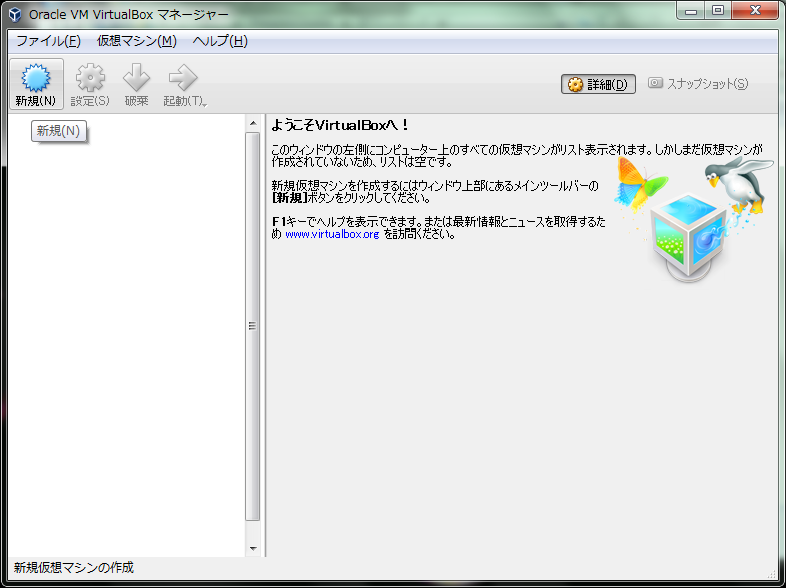 Oracle VM VirtualBox マネージャー
ファイル(F) 仮想マシン(M) ヘルプ(H)
新規(N) 設定(S) 破棄 起動(T) 詳細(D) スナップショット(S)
新規(N)
ようこそVirtualBoxへ！
このウィンドウの左側にコンピューター上のすべての仮想マシンがリスト表示されます。しかしまだ仮想マシンが
作成されていないため、リストは空です。
新規仮想マシンを作成するにはウィンドウ上部にあるメインツールバーの
[新規]ボタンをクリックしてください。
F1キーでヘルプを表示できます。または最新情報とニュースを取得するた
め www.virtualbox.org を訪問ください。
新規仮想マシンの作成